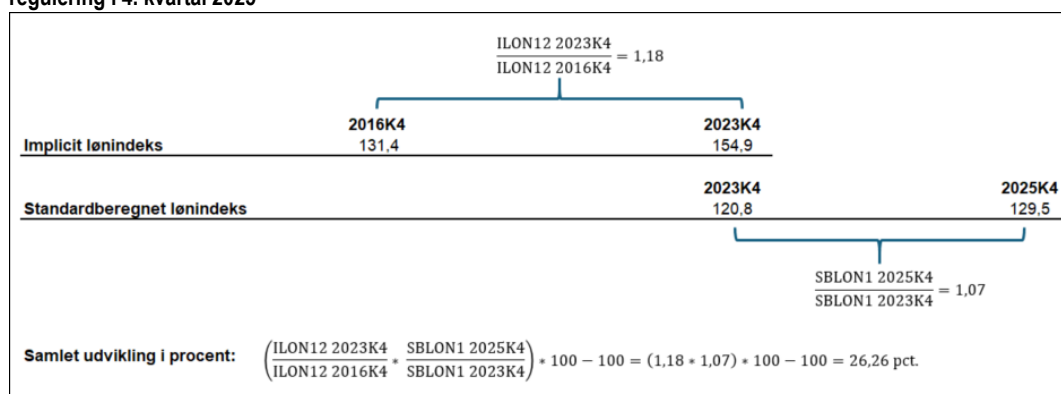 regulering i 4. kvartal 2025
ILON12 2023K4
ILON12 2016K4 = 1,18
2016K4 2023K4
Implicit lønindeks 131,4 154,9
2023K4 2025K4
Standardberegnet lønindeks 120,8 129,5
SBLON1 2025K4
SBLON1 2023K4 = 1,07
Samlet udvikling i procent: (ILON12 2023K4 / ILON12 2016K4 * SBLON1 2025K4 / SBLON1 2023K4) * 100 − 100 = (1,18 * 1,07) * 100 − 100 = 26,26 pct.